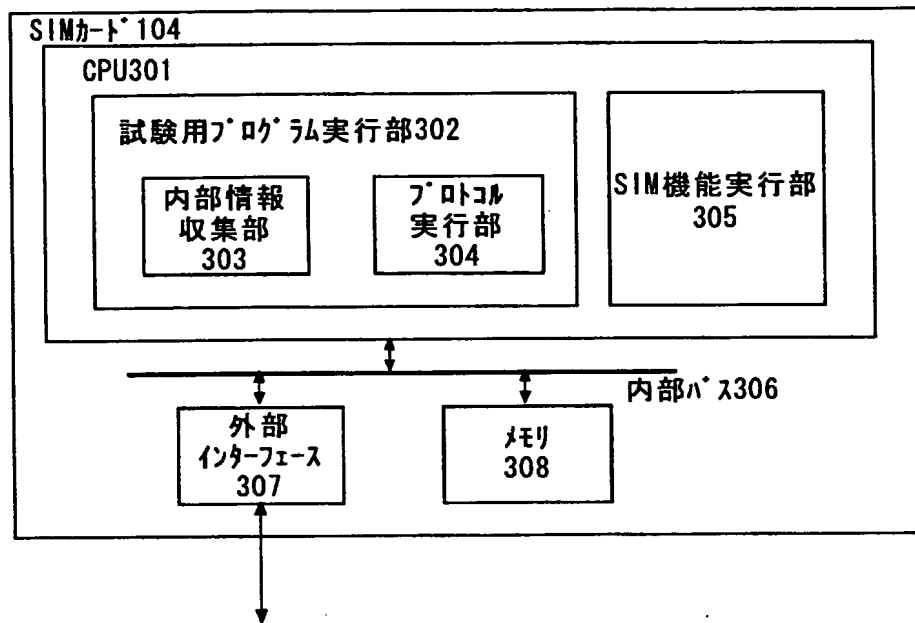 SIMｶｰﾄﾞ104
CPU301
試験用ﾌﾟﾛｸﾞﾗﾑ実行部302
内部情報
収集部
303
ﾌﾟﾛﾄｺﾙ
実行部
304
SIM機能実行部
305
内部ﾊﾞｽ306
外部
ｲﾝﾀｰﾌｪｰｽ
307
ﾒﾓﾘ
308